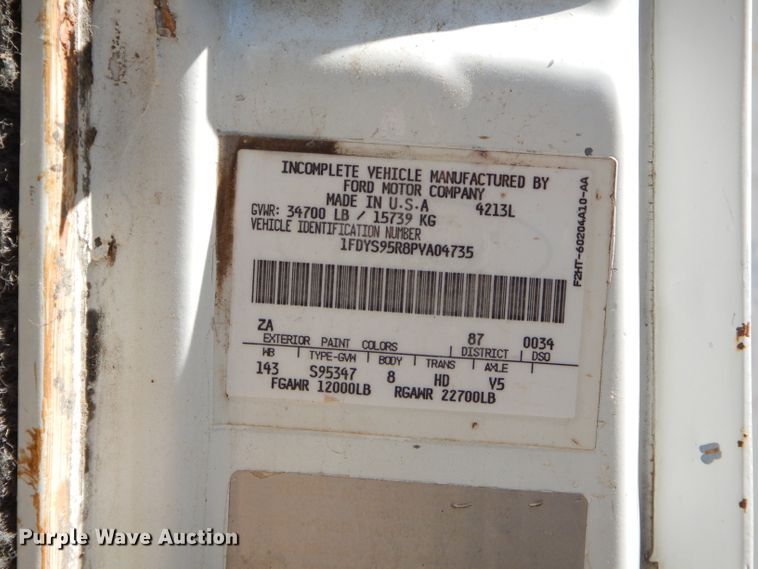 INCOMPLETE VEHICLE MANUFACTURED BY
FORD MOTOR COMPANY
MADE IN U.S.A 4213L
GVWR: 34700 LB / 15739 KG
VEHICLE IDENTIFICATION NUMBER
1FDYS95R8PVA04735
F2HT-60204A10-AA
ZA 87 0034
EXTERIOR PAINT COLORS DISTRICT DSO
WB TYPE-GVW BODY TRANS AXLE
143 S95347 8 HD V5
FGAWR 12000LB RGAWR 22700LB
Purple Wave Auction